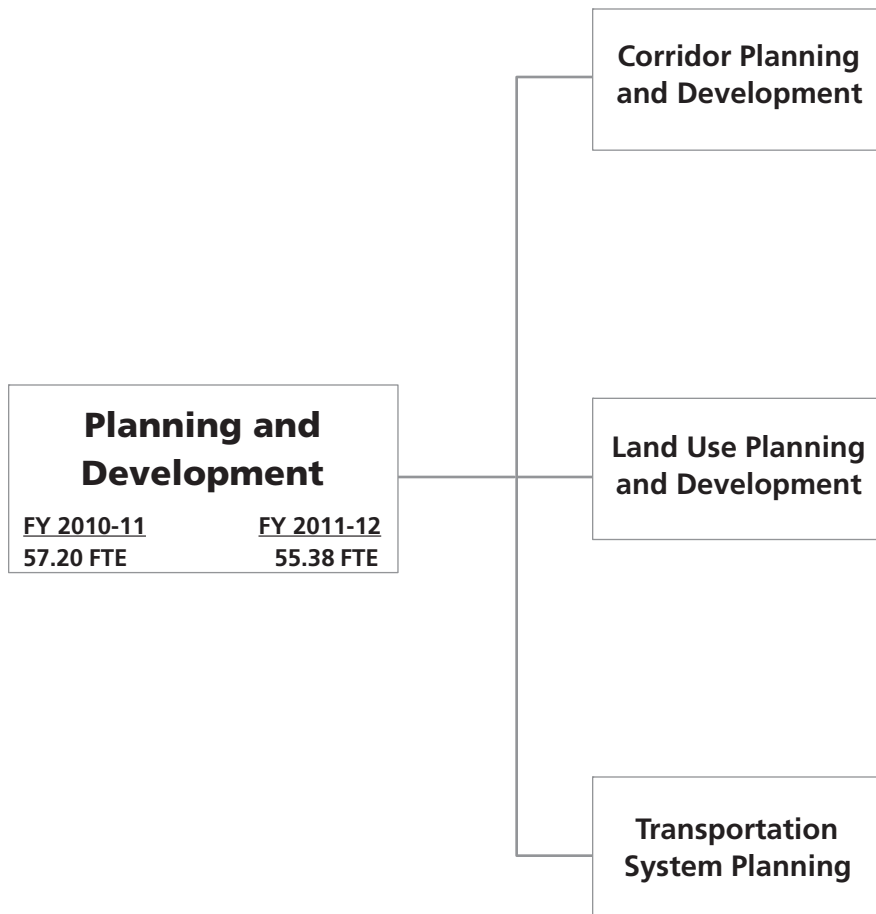 Corridor Planning
and Development
Planning and
Development
FY 2010-11 FY 2011-12
57.20 FTE 55.38 FTE
Land Use Planning
and Development
Transportation
System Planning